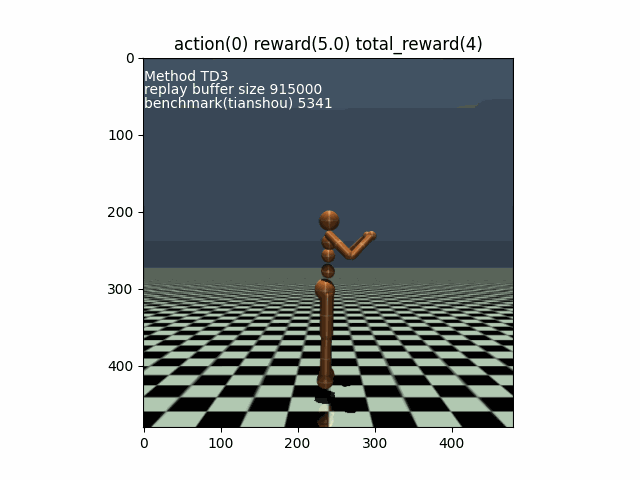 action(0) reward(5.0) total_reward(4)
0
Method TD3
replay buffer size 915000
benchmark(tianshou) 5341
100
200
300
400
0 100 200 300 400